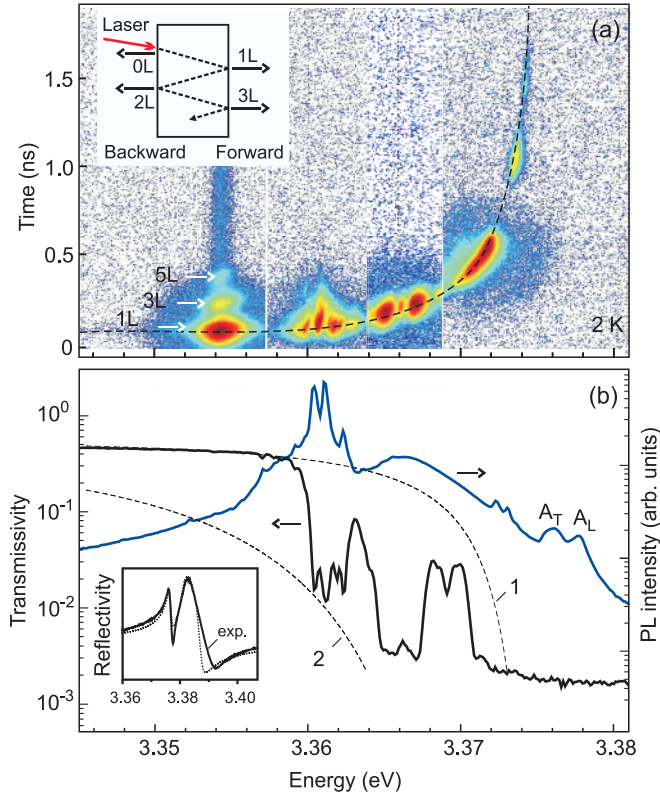 (a)
Laser
0L
1L
2L
3L
Backward
Forward
Time (ns)
1.5
1.0
0.5
0
5L
3L
1L
2 K
(b)
Transmissivity
10⁰
10⁻¹
10⁻²
10⁻³
PL intensity (arb. units)
A_T
A_L
1
2
Reflectivity
exp.
3.36
3.38
3.40
3.35
3.36
3.37
3.38
Energy (eV)